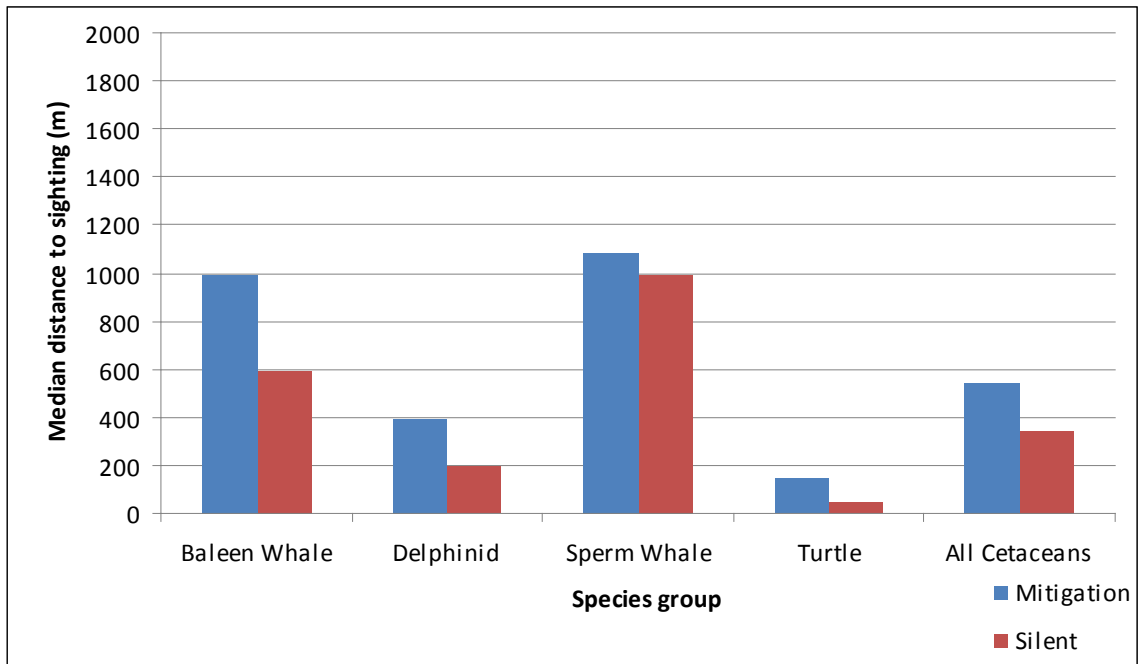 Median distance to sighting (m)
2000
1800
1600
1400
1200
1000
800
600
400
200
0
Baleen Whale Delphinid Sperm Whale Turtle All Cetaceans
Species group
Mitigation
Silent